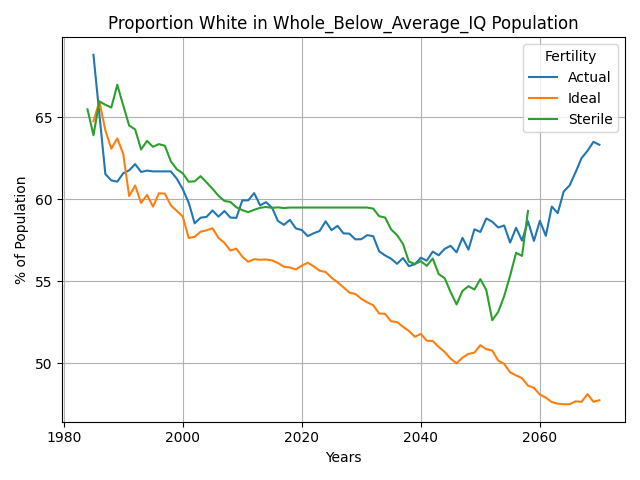 Proportion White in Whole_Below_Average_IQ Population
% of Population
65
60
55
50
Fertility
Actual
Ideal
Sterile
1980
2000
2020
2040
2060
Years